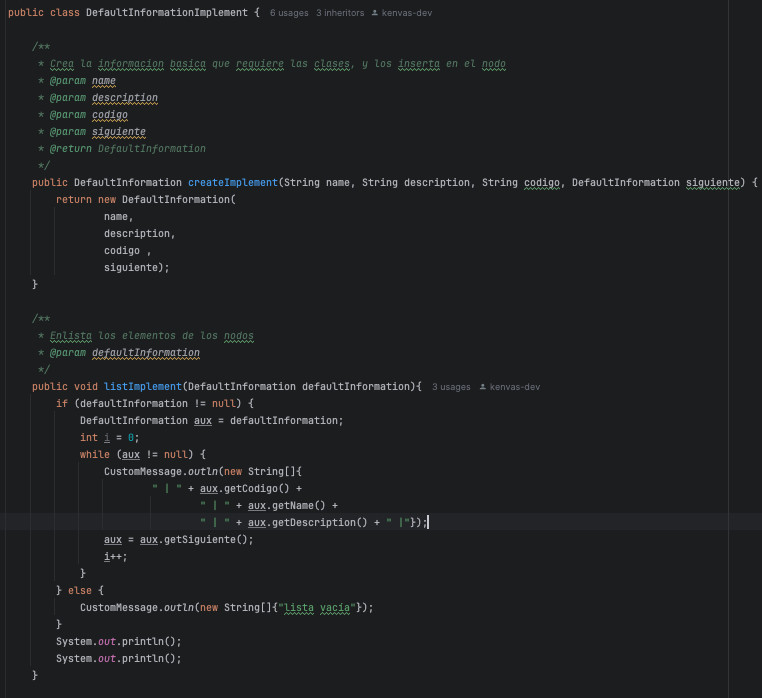 public class DefaultInformationImplement { 6 usages 3 inheritors kenvas-dev
/**
* Crea la informacion basica que requiere las clases, y los inserta en el nodo
* @param name
* @param description
* @param codigo
* @param siguiente
* @return DefaultInformation
*/
public DefaultInformation createImplement(String name, String description, String codigo, DefaultInformation siguiente) {
return new DefaultInformation(
name,
description,
codigo ,
siguiente);
}
/**
* Enlista los elementos de los nodos
* @param defaultInformation
*/
public void listImplement(DefaultInformation defaultInformation){ 3 usages kenvas-dev
if (defaultInformation != null) {
DefaultInformation aux = defaultInformation;
int i = 0;
while (aux != null) {
CustomMessage.outln(new String[]{
" | " + aux.getCodigo() +
" | " + aux.getName() +
" | " + aux.getDescription() + " |"});
aux = aux.getSiguiente();
i++;
}
} else {
CustomMessage.outln(new String[]{"lista vacia"});
}
System.out.println();
System.out.println();
}